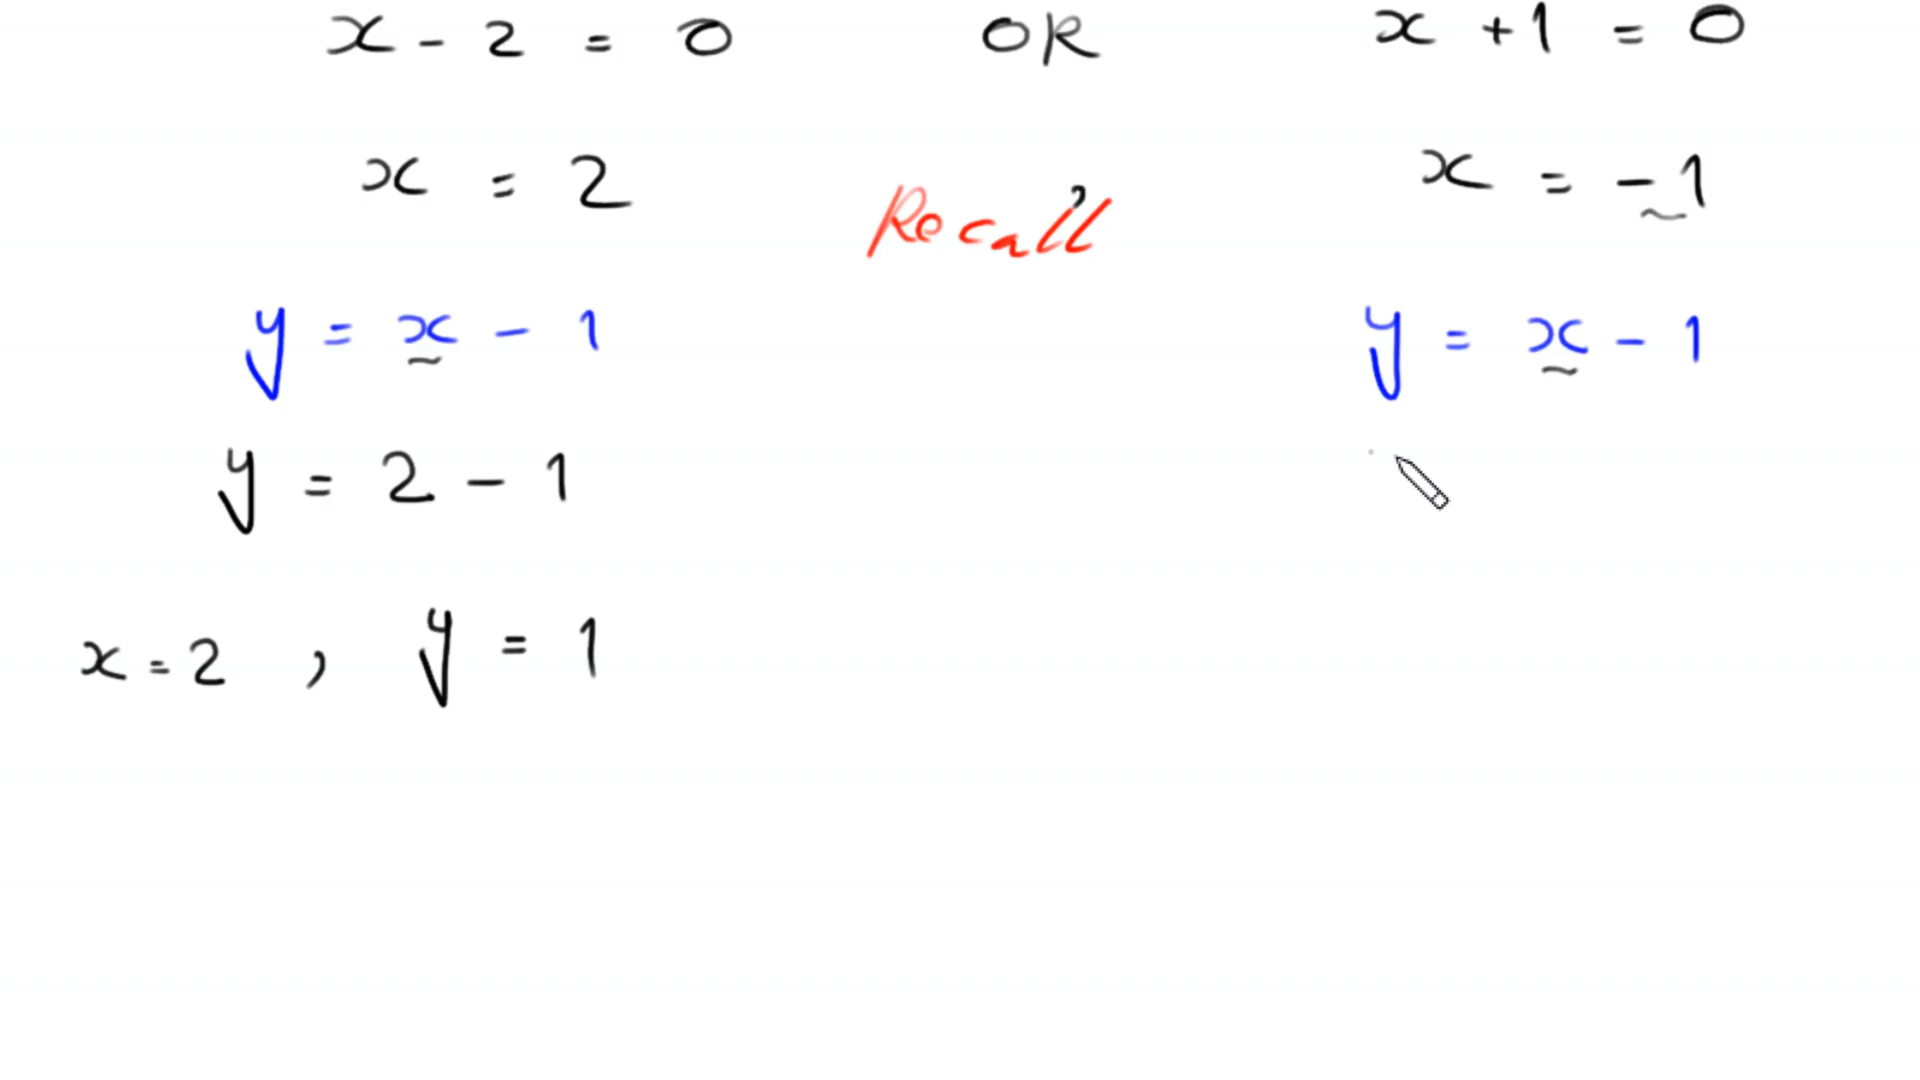 x - 2 = 0 OR x + 1 = 0
x = 2 x = -1
Recall
y = x - 1 y = x - 1
y = 2 - 1
x = 2 , y = 1